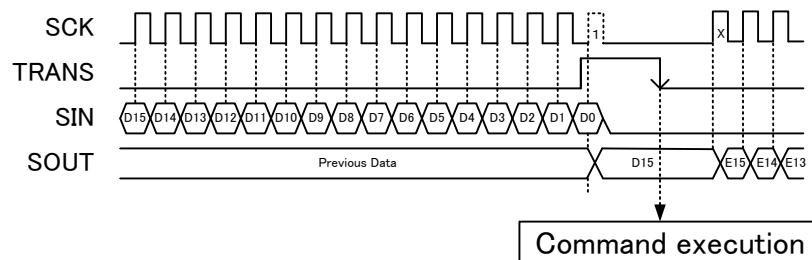 SCK 1 X
TRANS
SIN D15 D14 D13 D12 D11 D10 D9 D8 D7 D6 D5 D4 D3 D2 D1 D0
SOUT Previous Data D15 E15 E14 E13
Command execution